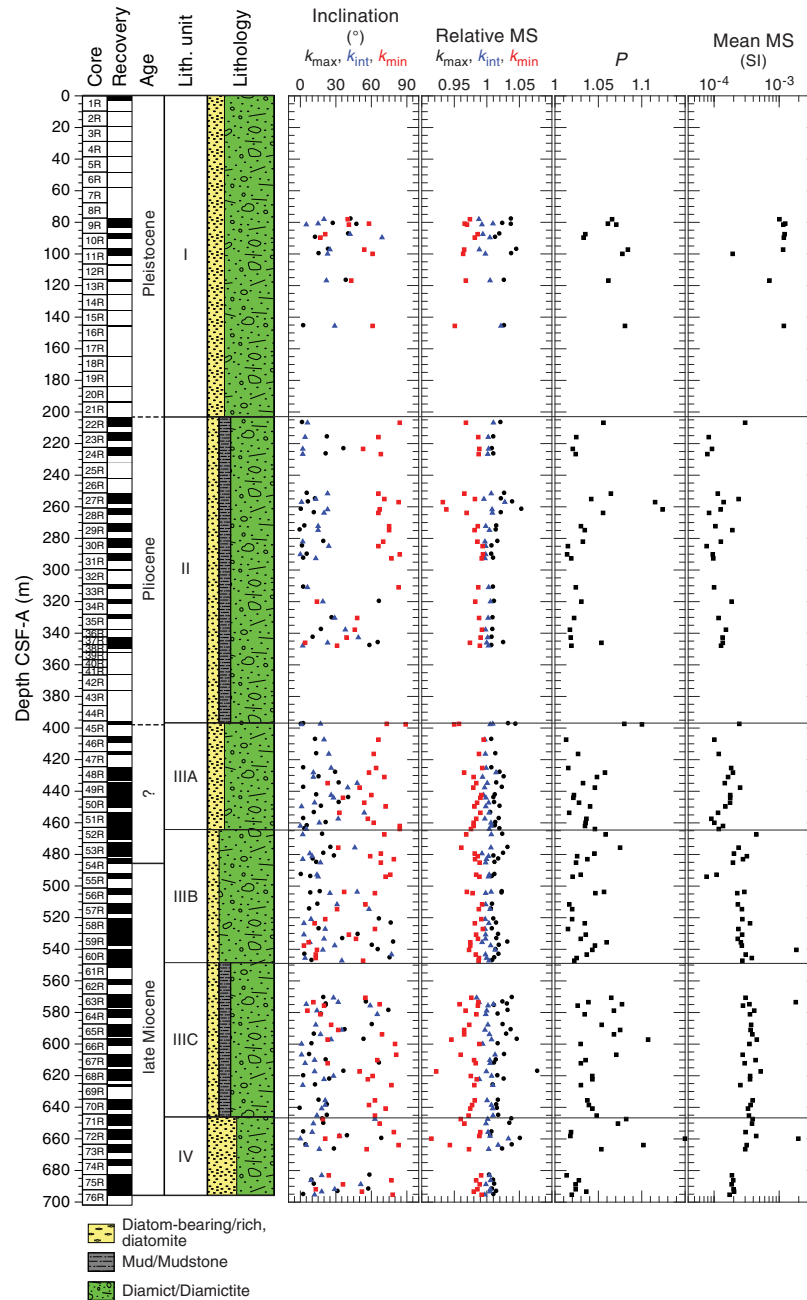 Core
Recovery
Age
Lith. unit
Lithology
Inclination
(°)
kmax, kint, kmin
Relative MS
kmax, kint, kmin
P
Mean MS
(SI)
0 30 60 90
0.95 1 1.05
1 1.05 1.1
10-4 10-3
Depth CSF-A (m)
0
20
40
60
80
100
120
140
160
180
200
220
240
260
280
300
320
340
360
380
400
420
440
460
480
500
520
540
560
580
600
620
640
660
680
700
1R
2R
3R
4R
5R
6R
7R
8R
9R
10R
11R
12R
13R
14R
15R
16R
17R
18R
19R
20R
21R
22R
23R
24R
25R
26R
27R
28R
29R
30R
31R
32R
33R
34R
35R
36R
37R
38R
39R
40R
41R
42R
43R
44R
45R
46R
47R
48R
49R
50R
51R
52R
53R
54R
55R
56R
57R
58R
59R
60R
61R
62R
63R
64R
65R
66R
67R
68R
69R
70R
71R
72R
73R
74R
75R
76R
Pleistocene
Pliocene
?
late Miocene
I
II
IIIA
IIIB
IIIC
IV
Diatom-bearing/rich,
diatomite
Mud/Mudstone
Diamict/Diamictite